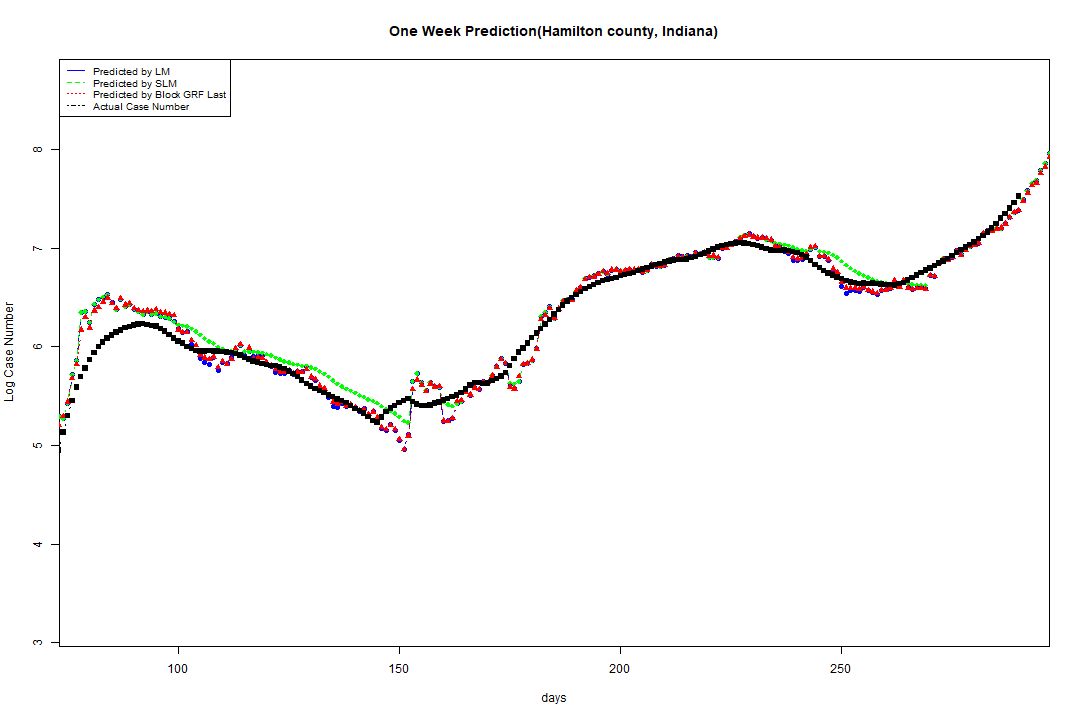 One Week Prediction(Hamilton county, Indiana)
Predicted by LM
Predicted by SLM
Predicted by Block GRF Last
Actual Case Number
8
7
6
5
4
3
Log Case Number
100 150 200 250
days